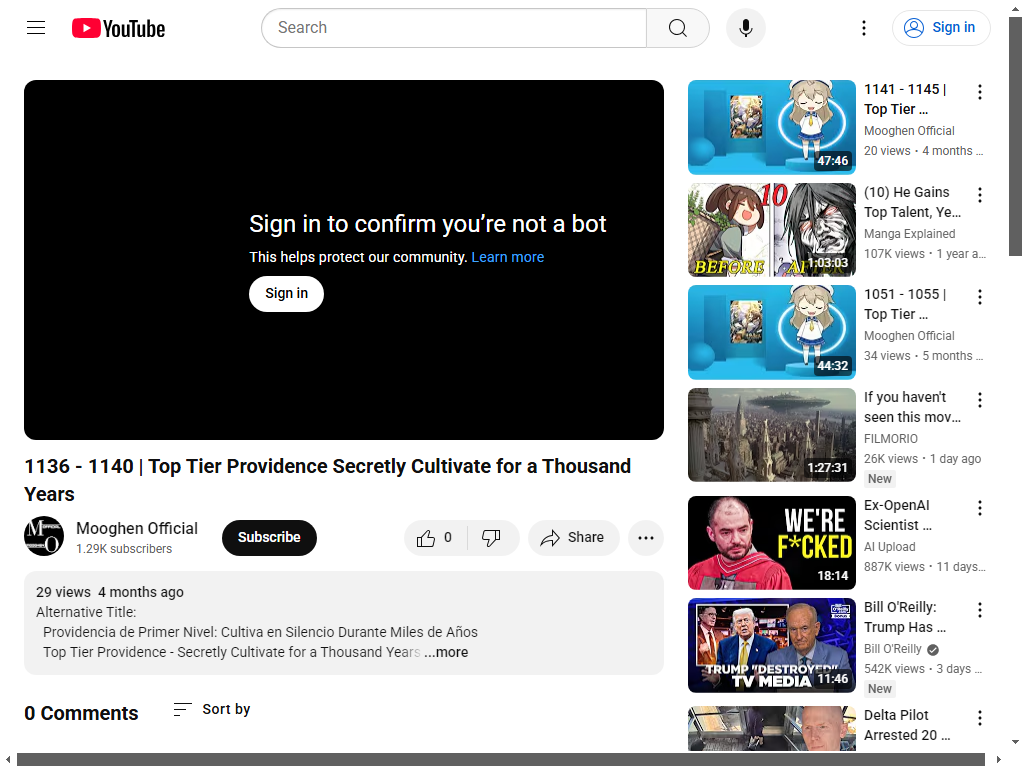 YouTube
Search
Sign in
Sign in to confirm you’re not a bot
This helps protect our community. Learn more
Sign in
1136 - 1140 | Top Tier Providence Secretly Cultivate for a Thousand
Years
Mooghen Official
1.29K subscribers
Subscribe
0
Share
29 views 4 months ago
Alternative Title:
Providencia de Primer Nivel: Cultiva en Silencio Durante Miles de Años
Top Tier Providence - Secretly Cultivate for a Thousand Years ...more
0 Comments
Sort by
47:46
1141 - 1145 |
Top Tier ...
Mooghen Official
20 views • 4 months ...
10
BEFORE AFTER
1:03:03
(10) He Gains
Top Talent, Ye...
Manga Explained
107K views • 1 year a...
44:32
1051 - 1055 |
Top Tier ...
Mooghen Official
34 views • 5 months ...
1:27:31
If you haven't
seen this mov...
FILMORIO
26K views • 1 day ago
New
WE'RE
F*CKED
18:14
Ex-OpenAI
Scientist ...
AI Upload
887K views • 11 days...
TRUMP "DESTROYED"
TV MEDIA
11:46
Bill O'Reilly:
Trump Has ...
Bill O'Reilly
542K views • 3 days ...
New
Delta Pilot
Arrested 20 ...